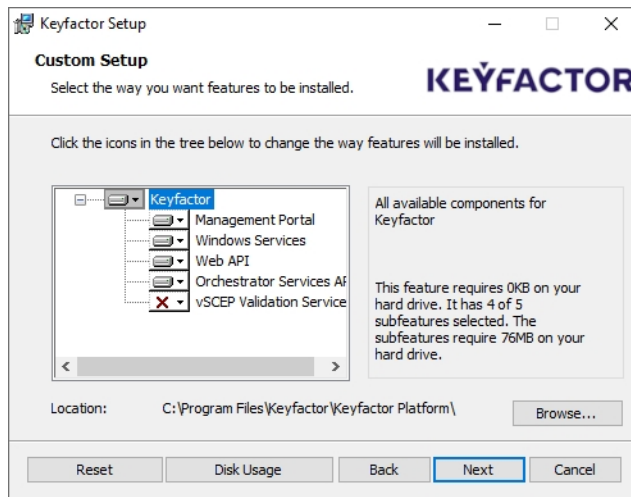 Keyfactor Setup
Custom Setup
Select the way you want features to be installed.
KEYFACTOR
Click the icons in the tree below to change the way features will be installed.
Keyfactor
Management Portal
Windows Services
Web API
Orchestrator Services AP
vSCEP Validation Service
All available components for
Keyfactor
This feature requires 0KB on your
hard drive. It has 4 of 5
subfeatures selected. The
subfeatures require 76MB on your
hard drive.
Location: C:\Program Files\Keyfactor\Keyfactor Platform\ Browse...
Reset Disk Usage Back Next Cancel